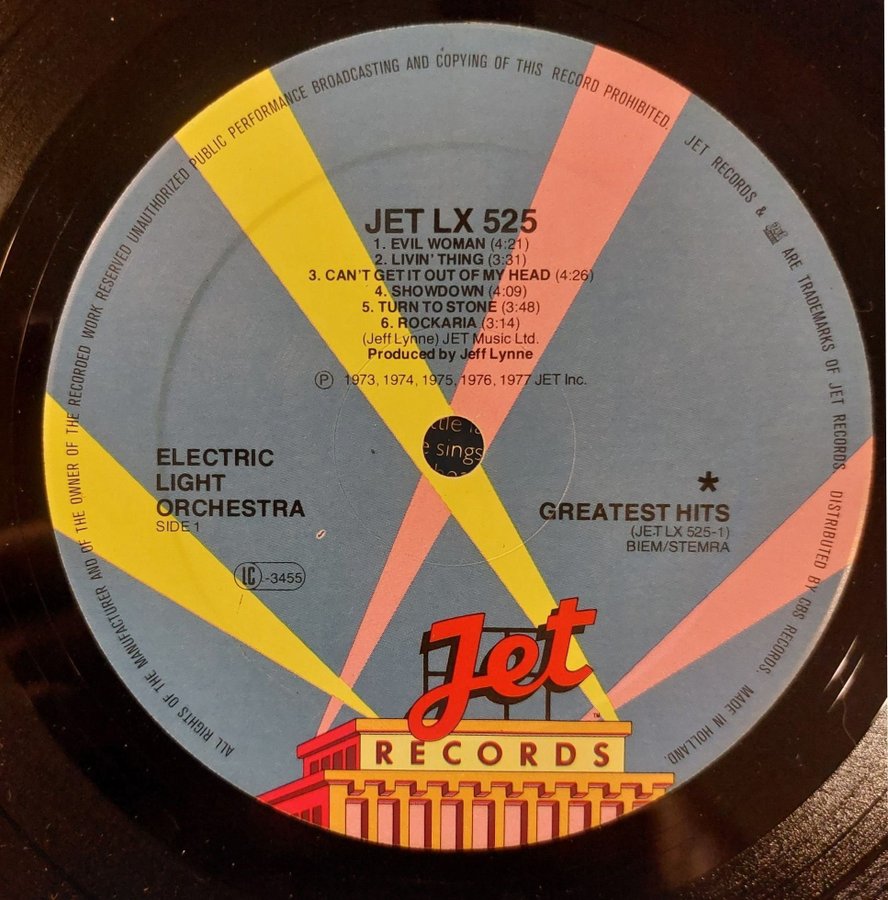 ALL RIGHTS OF THE MANUFACTURER AND OF THE OWNER OF THE RECORDED WORK RESERVED UNAUTHORIZED PUBLIC PERFORMANCE BROADCASTING AND COPYING OF THIS RECORD PROHIBITED.
JET RECORDS & ARE TRADEMARKS OF JET RECORDS DISTRIBUTED BY CBS RECORDS. MADE IN HOLLAND.
JET LX 525
1. EVIL WOMAN (4:21)
2. LIVIN' THING (3:31)
3. CAN'T GET IT OUT OF MY HEAD (4:26)
4. SHOWDOWN (4:09)
5. TURN TO STONE (3:48)
6. ROCKARIA (3:14)
(Jeff Lynne) JET Music Ltd.
Produced by Jeff Lynne
Ⓟ 1973, 1974, 1975, 1976, 1977 JET Inc.
sings
ELECTRIC
LIGHT
ORCHESTRA
SIDE 1
LC-3455
*
GREATEST HITS
(JET LX 525-1)
BIEM/STEMRA
Jet
™
RECORDS